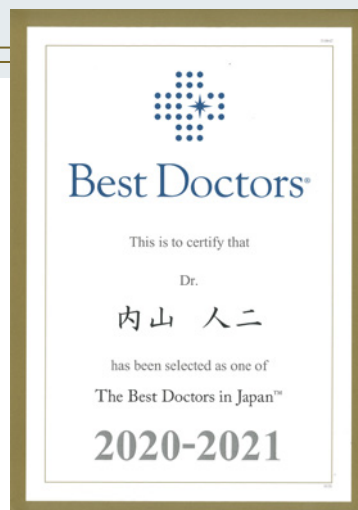 Best Doctors®
This is to certify that
Dr.
内山 人二
has been selected as one of
The Best Doctors in Japan™
2020-2021